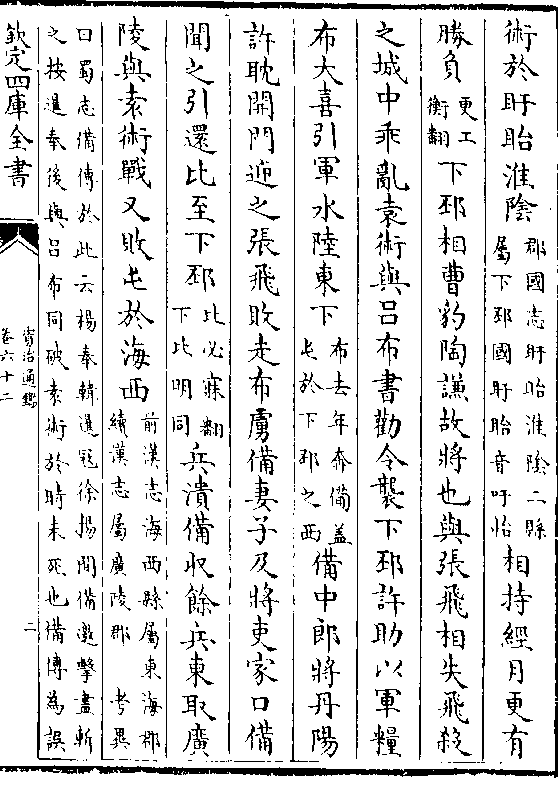 術於盱眙淮隂郡國志盱眙淮隂二縣屬下邳國盱眙音吁怡相持經月更有
勝負更工衡翻下邳相曹豹陶謙故將也與張飛相失飛殺
之城中乖亂袁術與呂布書勸令襲下邳許助以軍糧
布大喜引軍水陸東下布去年奔備蓋屯於下邳之西備中郎將丹陽
許耽開門迎之張飛敗走布虜備妻子及將吏家口備
聞之引還比至下邳比必寐翻下比明同兵潰備收餘兵東取廣
陵與袁術戰又敗屯於海西前漢志海西縣屬東海郡續漢志屬廣陵郡 考異
曰蜀志備傳於此云楊奉韓暹冦徐揚間備邀擊盡斬
之按暹奉後與呂布同破袁術於時未死也備傳為誤
欽定四庫全書
資治通鑑
卷六十二
二